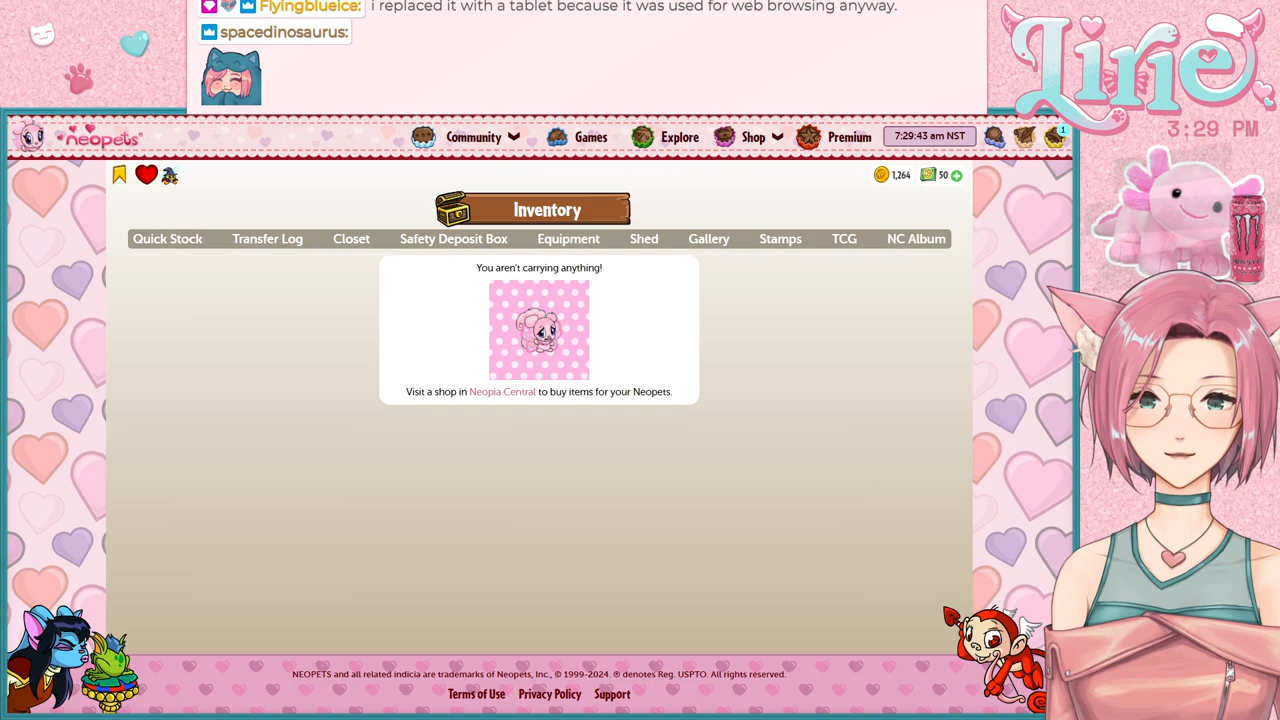 Flyingblueice: i replaced it with a tablet because it was used for web browsing anyway.
spacedinosaurus:
Lirie
3:29 PM
neopets
Community
Games
Explore
Shop
Premium
7:29:43 am NST
1
1,264
50
Inventory
Quick Stock
Transfer Log
Closet
Safety Deposit Box
Equipment
Shed
Gallery
Stamps
TCG
NC Album
You aren't carrying anything!
Visit a shop in Neopia Central to buy items for your Neopets.
NEOPETS and all related indicia are trademarks of Neopets, Inc., © 1999-2024. ® denotes Reg. USPTO. All rights reserved.
Terms of Use
Privacy Policy
Support